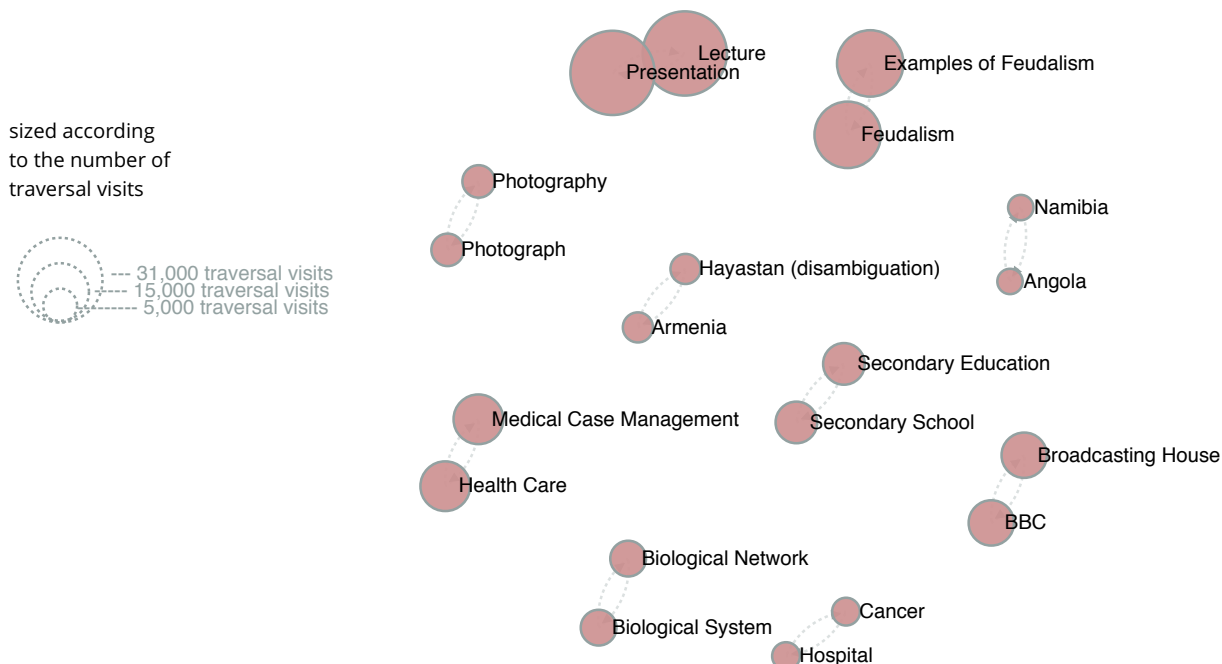 Lecture
Presentation
Examples of Feudalism
Feudalism
sized according
to the number of
traversal visits
Photography
Photograph
Namibia
Angola
Hayastan (disambiguation)
Armenia
31,000 traversal visits
15,000 traversal visits
5,000 traversal visits
Secondary Education
Secondary School
Medical Case Management
Health Care
Broadcasting House
BBC
Biological Network
Biological System
Cancer
Hospital